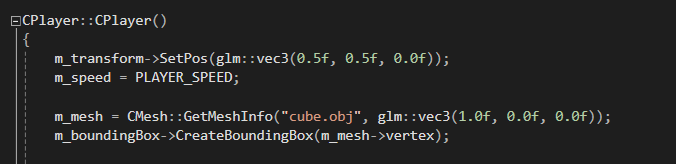 CPlayer::CPlayer()
{
m_transform->SetPos(glm::vec3(0.5f, 0.5f, 0.0f));
m_speed = PLAYER_SPEED;
m_mesh = CMesh::GetMeshInfo("cube.obj", glm::vec3(1.0f, 0.0f, 0.0f));
m_boundingBox->CreateBoundingBox(m_mesh->vertex);